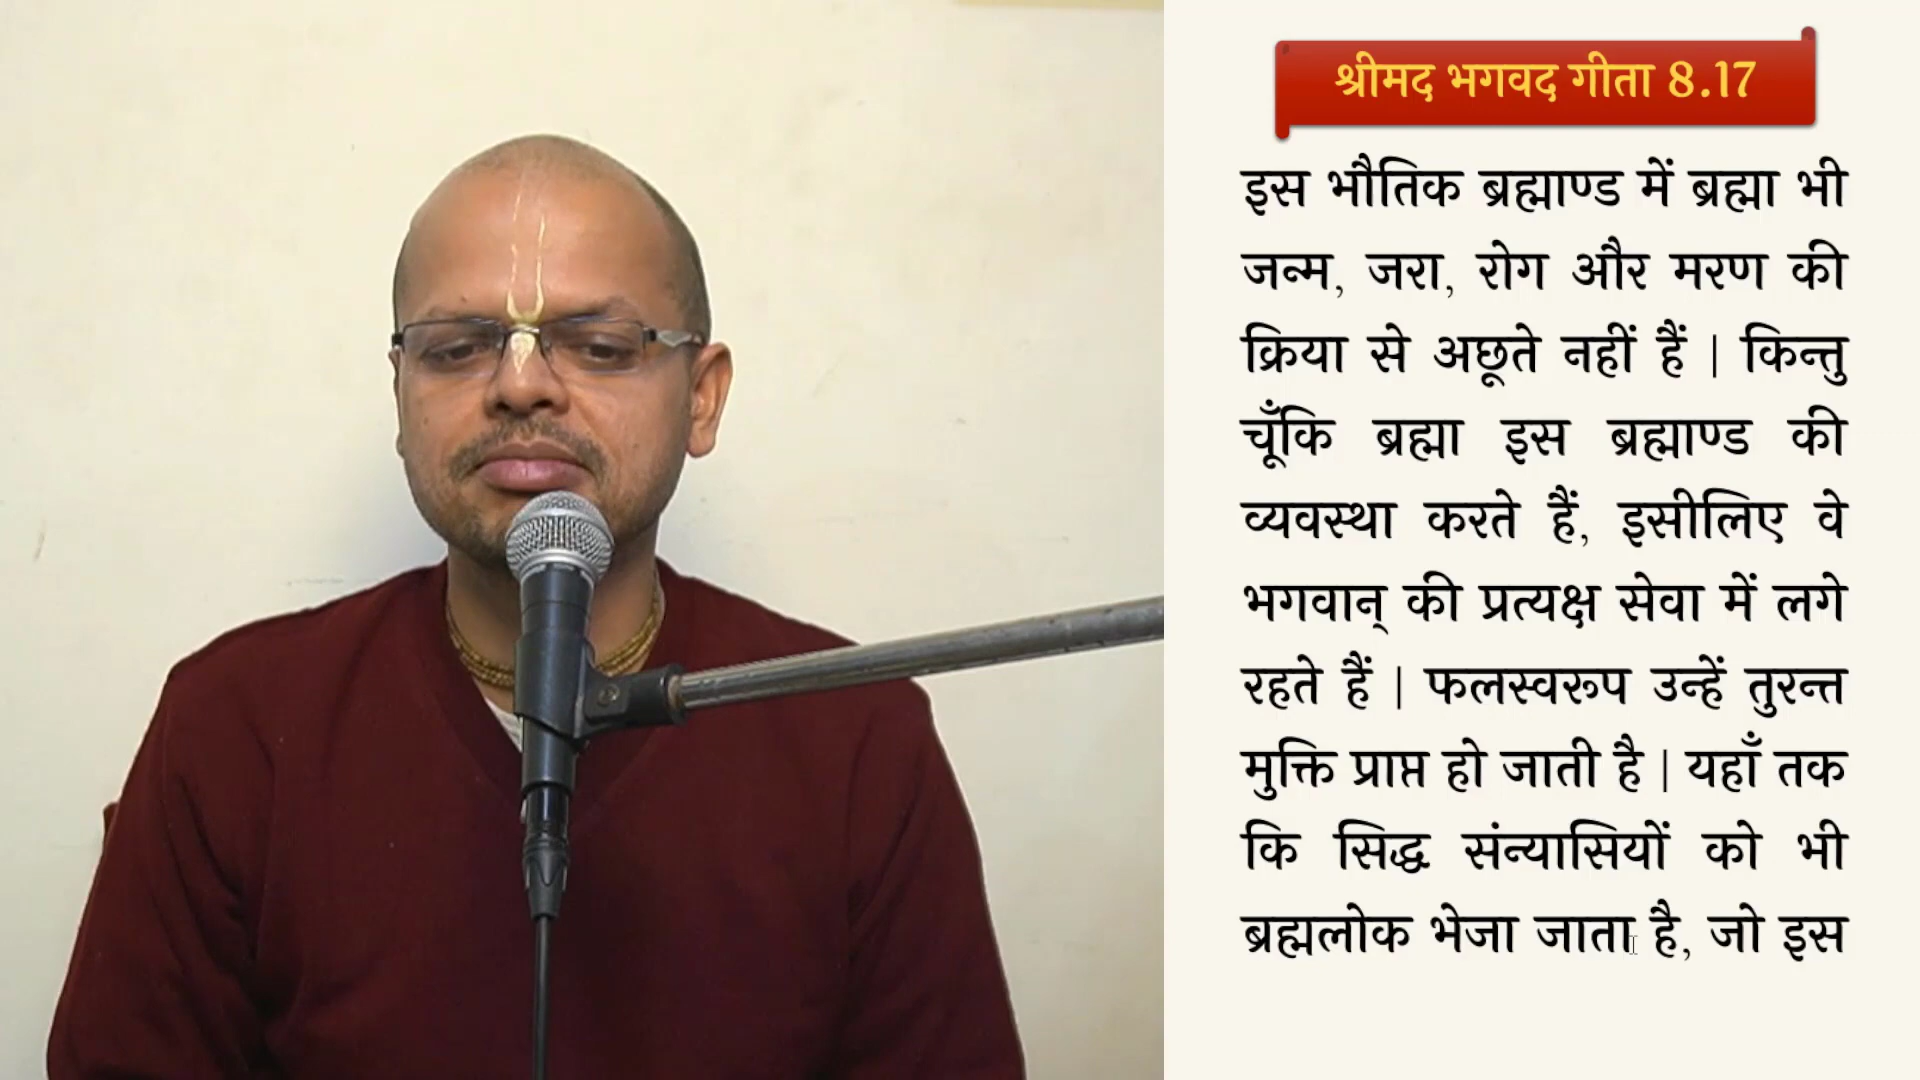 श्रीमद भगवद गीता 8.17
इस भौतिक ब्रह्माण्ड में ब्रह्मा भी
जन्म, जरा, रोग और मरण की
क्रिया से अछूते नहीं हैं | किन्तु
चूँकि ब्रह्मा इस ब्रह्माण्ड की
व्यवस्था करते हैं, इसीलिए वे
भगवान् की प्रत्यक्ष सेवा में लगे
रहते हैं | फलस्वरूप उन्हें तुरन्त
मुक्ति प्राप्त हो जाती है | यहाँ तक
कि सिद्ध संन्यासियों को भी
ब्रह्मलोक भेजा जाता है, जो इस